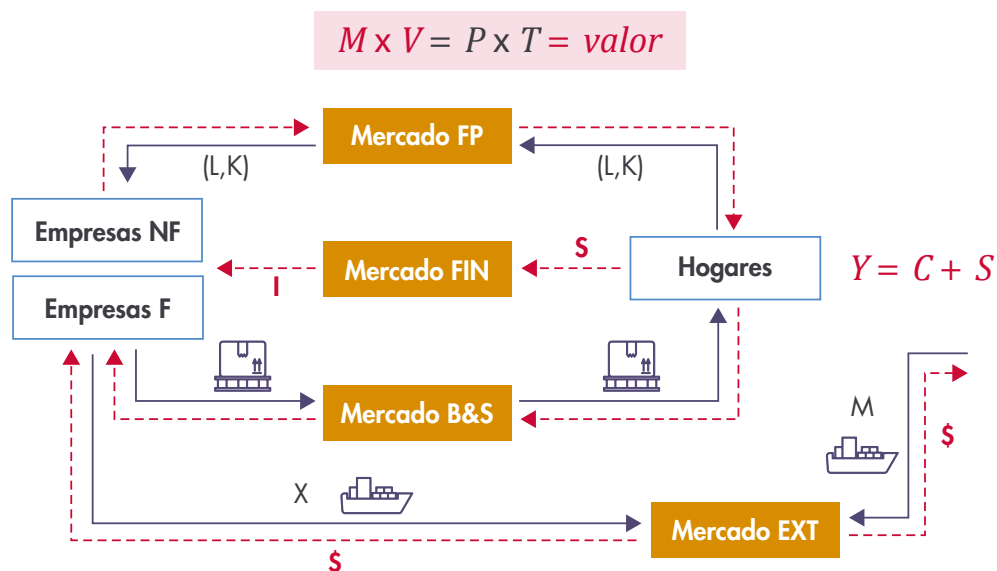 M x V = P x T = valor
Mercado FP
(L,K)
(L,K)
Empresas NF
Mercado FIN
S
I
Hogares
Y = C + S
Empresas F
Mercado B&S
M
$
X
Mercado EXT
$